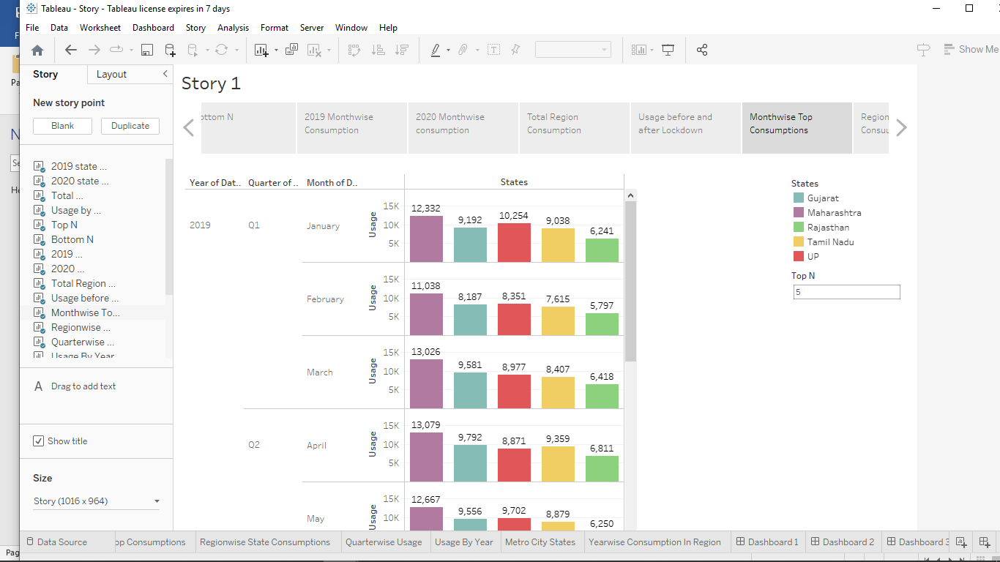 Tableau - Story - Tableau license expires in 7 days
File Data Worksheet Dashboard Story Analysis Format Server Window Help
Show Me
Story Layout
New story point
Blank Duplicate
2019 state ...
2020 state ...
Total ...
Usage by ...
Top N
Bottom N
2019 ...
2020 ...
Total Region ...
Usage before ...
Monthwise To...
Regionwise ...
Quarterwise ...
Usage By Year
A Drag to add text
Show title
Size
Story (1016 x 964)
Story 1
ottom N
2019 Monthwise
Consumption
2020 Monthwise
consumption
Total Region
Consumption
Usage before and
after Lockdown
Monthwise Top
Consumptions
Region
Year of Dat.. Quarter of .. Month of D.. States
2019 Q1 January Usage 15K 10K 5K 12,332 9,192 10,254 9,038 6,241
February Usage 15K 10K 5K 11,038 8,187 8,351 7,615 5,797
March Usage 15K 10K 5K 13,026 9,581 8,977 8,407 6,418
Q2 April Usage 15K 10K 5K 13,079 9,792 8,871 9,359 6,811
May Usage 15K 10K 12,667 9,556 9,702 8,879 6,250
States
Gujarat
Maharashtra
Rajasthan
Tamil Nadu
UP
Top N
5
Data Source op Consumptions Regionwise State Consumptions Quarterwise Usage Usage By Year Metro City States Yearwise Consumption In Region Dashboard 1 Dashboard 2 Dashboard 3
Pag